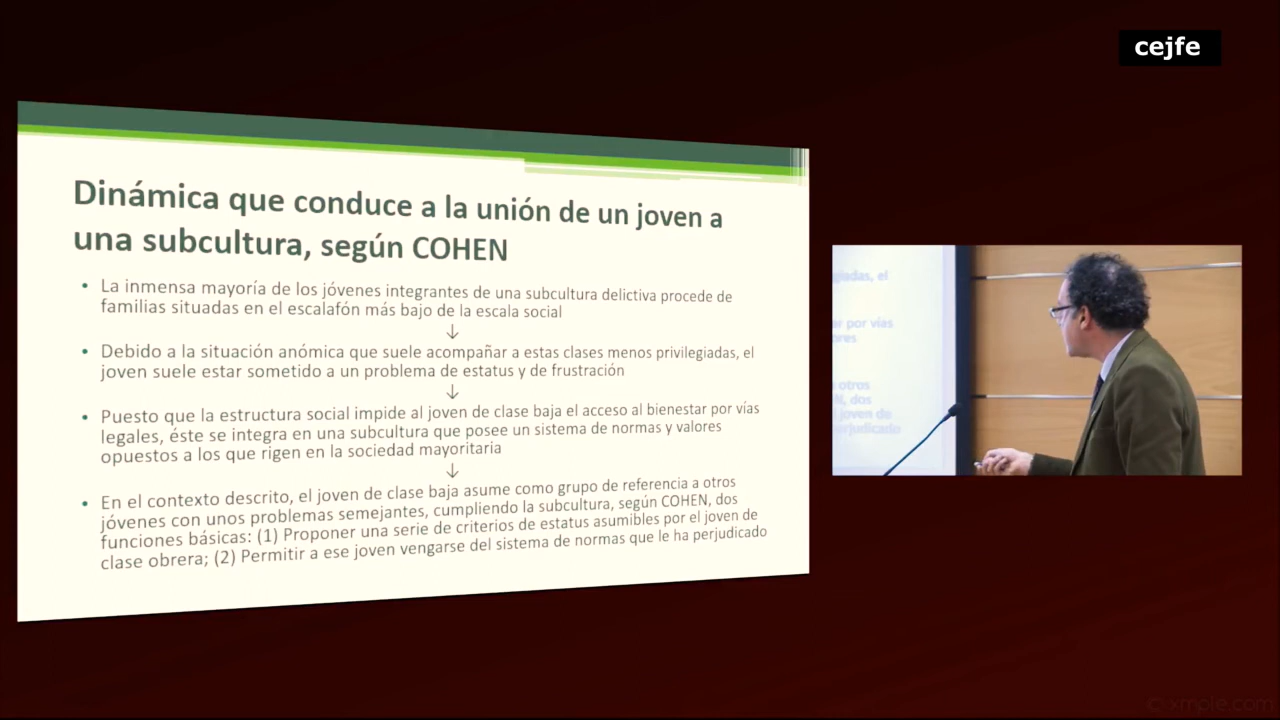 cejfe
Dinámica que conduce a la unión de un joven a
una subcultura, según COHEN
• La inmensa mayoría de los jóvenes integrantes de una subcultura delictiva procede de
familias situadas en el escalafón más bajo de la escala social
↓
• Debido a la situación anómica que suele acompañar a estas clases menos privilegiadas, el
joven suele estar sometido a un problema de estatus y de frustración
↓
• Puesto que la estructura social impide al joven de clase baja el acceso al bienestar por vías
legales, éste se integra en una subcultura que posee un sistema de normas y valores
opuestos a los que rigen en la sociedad mayoritaria
↓
• En el contexto descrito, el joven de clase baja asume como grupo de referencia a otros
jóvenes con unos problemas semejantes, cumpliendo la subcultura, según COHEN, dos
funciones básicas: (1) Proponer una serie de criterios de estatus asumibles por el joven de
clase obrera; (2) Permitir a ese joven vengarse del sistema de normas que le ha perjudicado
el
por vías
otros
dos
joven de
perjudicado